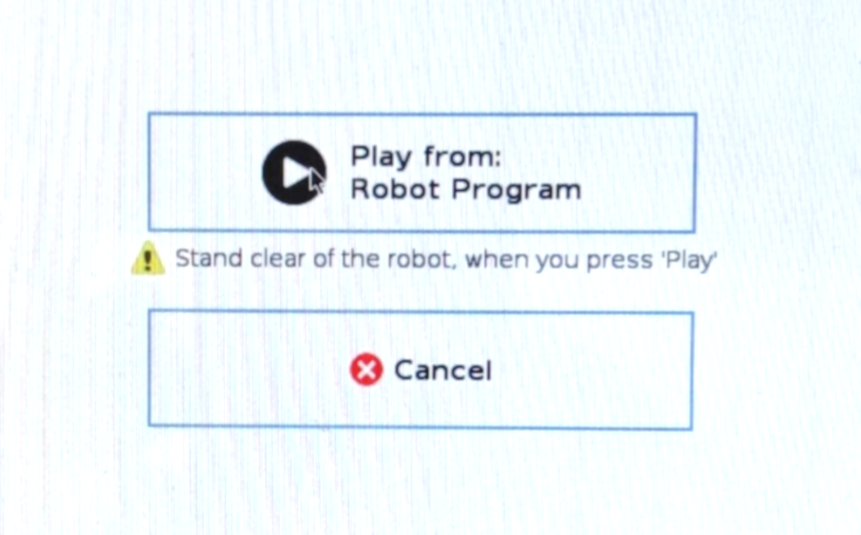 Play from:
Robot Program
Stand clear of the robot, when you press 'Play'
Cancel